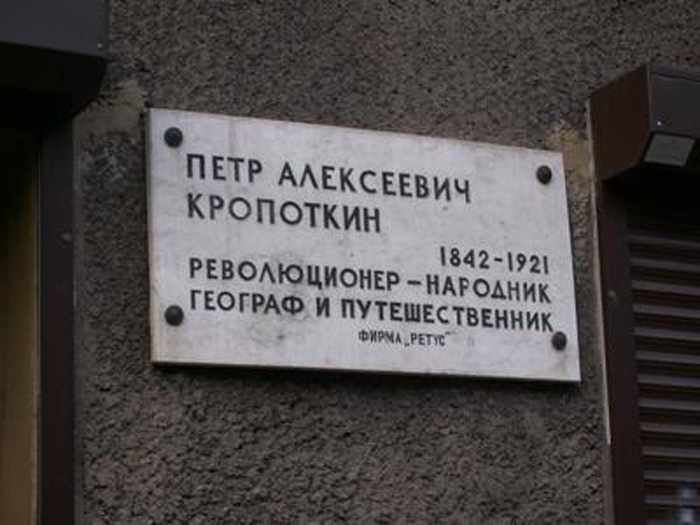 ПЕТР АЛЕКСЕЕВИЧ
КРОПОТКИН
1842-1921
РЕВОЛЮЦИОНЕР-НАРОДНИК
ГЕОГРАФ И ПУТЕШЕСТВЕННИК
ФИРМА „РЕТУС"